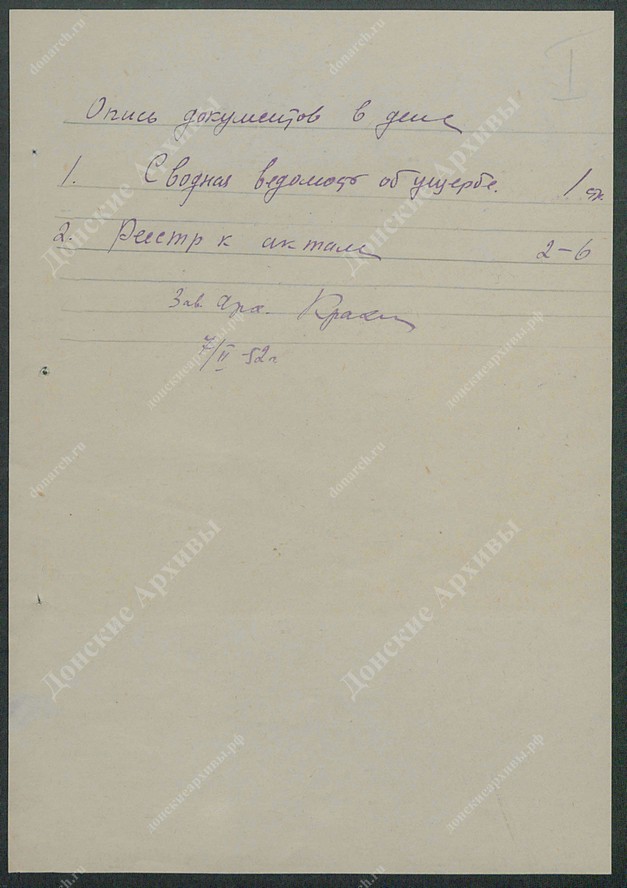 I
Опись документов в деле
1. Сводная ведомость об ущербе. 1 ст.
2. Реестр к актам 2-6
Зав. Арх.
7/II-52г